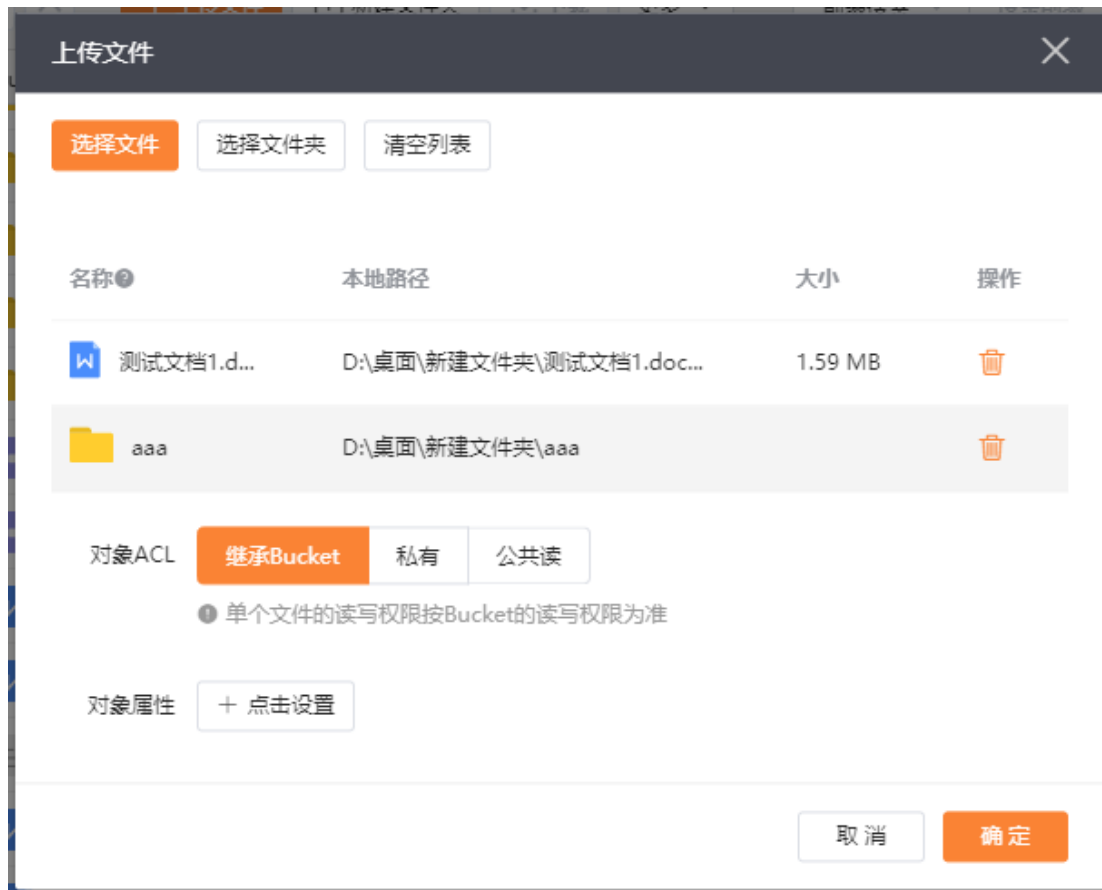 上传文件
选择文件 选择文件夹 清空列表
名称 本地路径 大小 操作
测试文档1.d... D:\桌面\新建文件夹\测试文档1.doc... 1.59 MB
aaa D:\桌面\新建文件夹\aaa
对象ACL 继承Bucket 私有 公共读
单个文件的读写权限按Bucket的读写权限为准
对象属性 + 点击设置
取消 确定